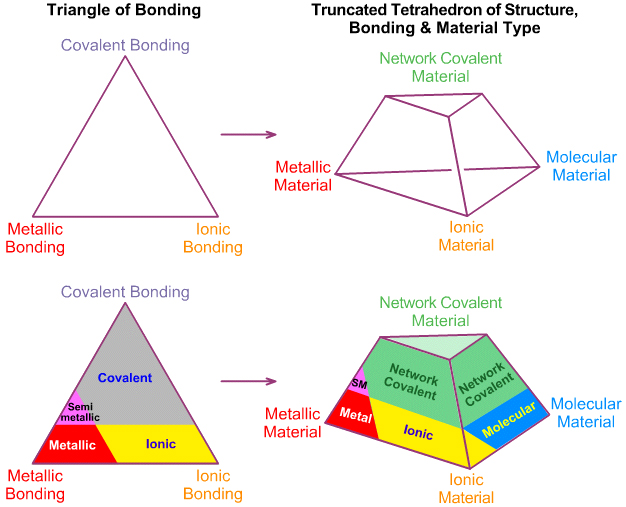 Triangle of Bonding
Truncated Tetrahedron of Structure,
Bonding & Material Type
Covalent Bonding
Metallic
Bonding
Ionic
Bonding
Network Covalent
Material
Metallic
Material
Molecular
Material
Ionic
Material
Covalent Bonding
Covalent
Semi
metallic
Metallic
Ionic
Metallic
Bonding
Ionic
Bonding
Network Covalent
Material
SM
Network
Covalent
Network
Covalent
Metal
Ionic
Molecular
Metallic
Material
Molecular
Material
Ionic
Material